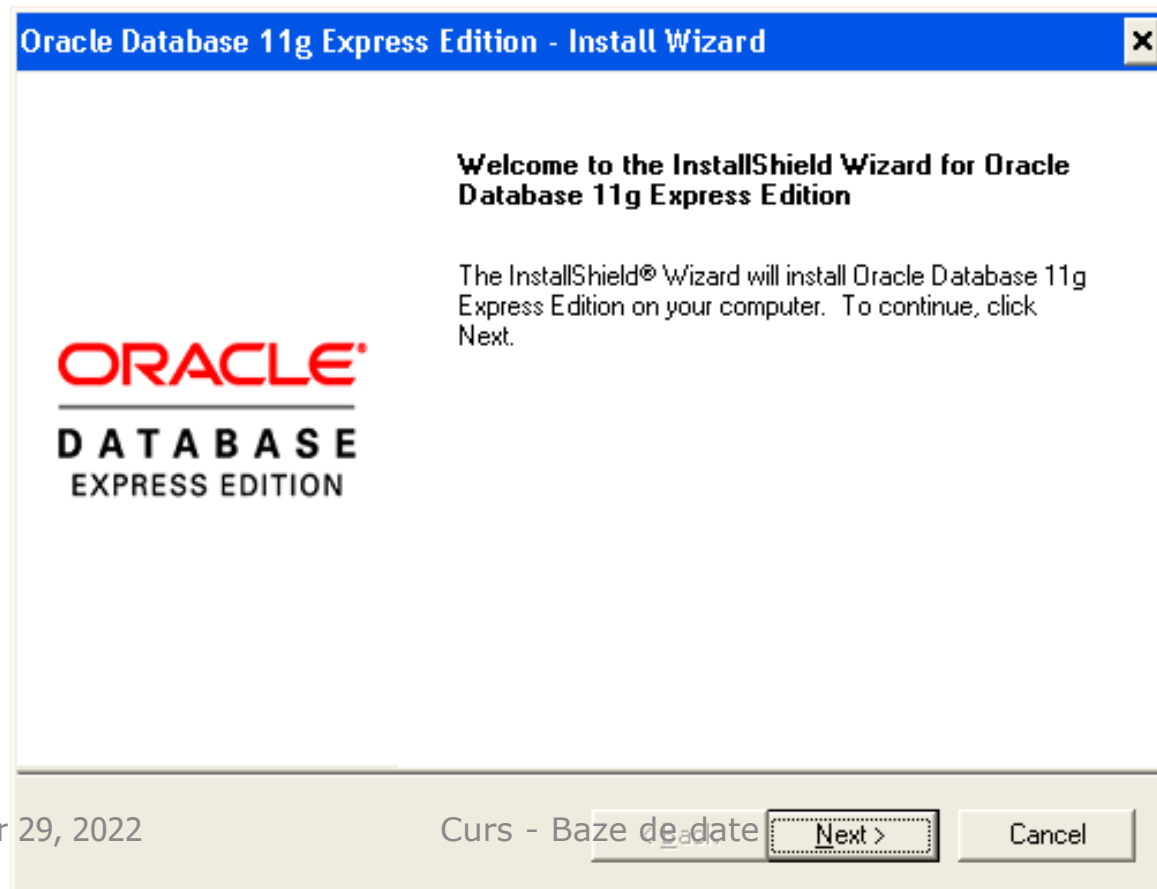 Oracle Database 11g Express Edition - Install Wizard
Welcome to the InstallShield Wizard for Oracle
Database 11g Express Edition
The InstallShield® Wizard will install Oracle Database 11g
Express Edition on your computer. To continue, click
Next.
ORACLE
DATABASE
EXPRESS EDITION
29, 2022
Curs - Baze de date
< Back
Next >
Cancel